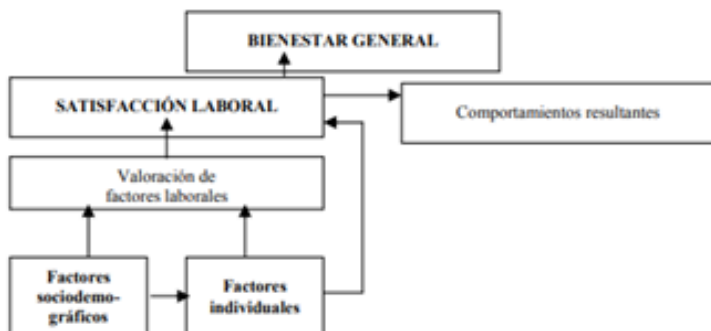 BIENESTAR GENERAL
SATISFACCIÓN LABORAL
Comportamientos resultantes
Valoración de
factores laborales
Factores
sociodemo-
gráficos
Factores
individuales